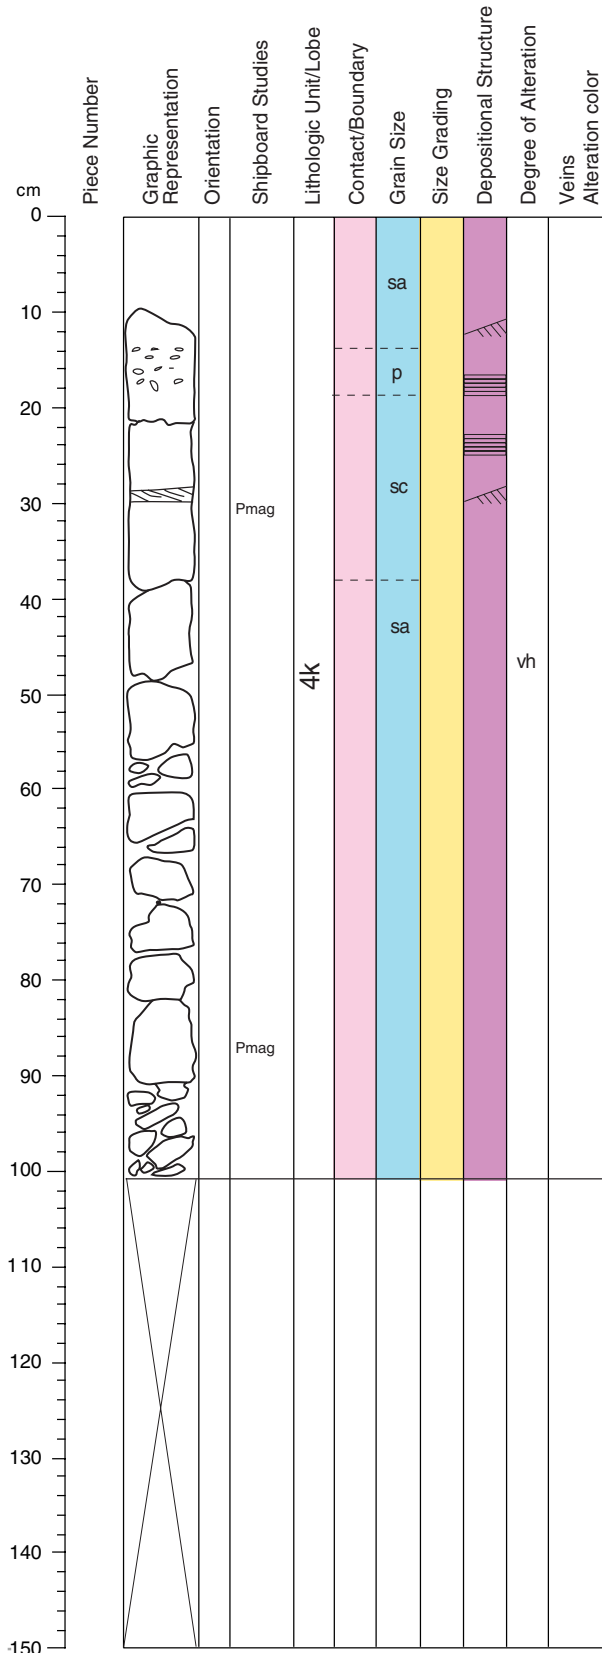 cm
Piece Number
Graphic
Representation
Orientation
Shipboard Studies
Lithologic Unit/Lobe
Contact/Boundary
Grain Size
Size Grading
Depositional Structure
Degree of Alteration
Veins
Alteration color
0
sa
10
p
20
sc
30
Pmag
40
sa
vh
4k
50
60
70
80
Pmag
90
100
110
120
130
140
150